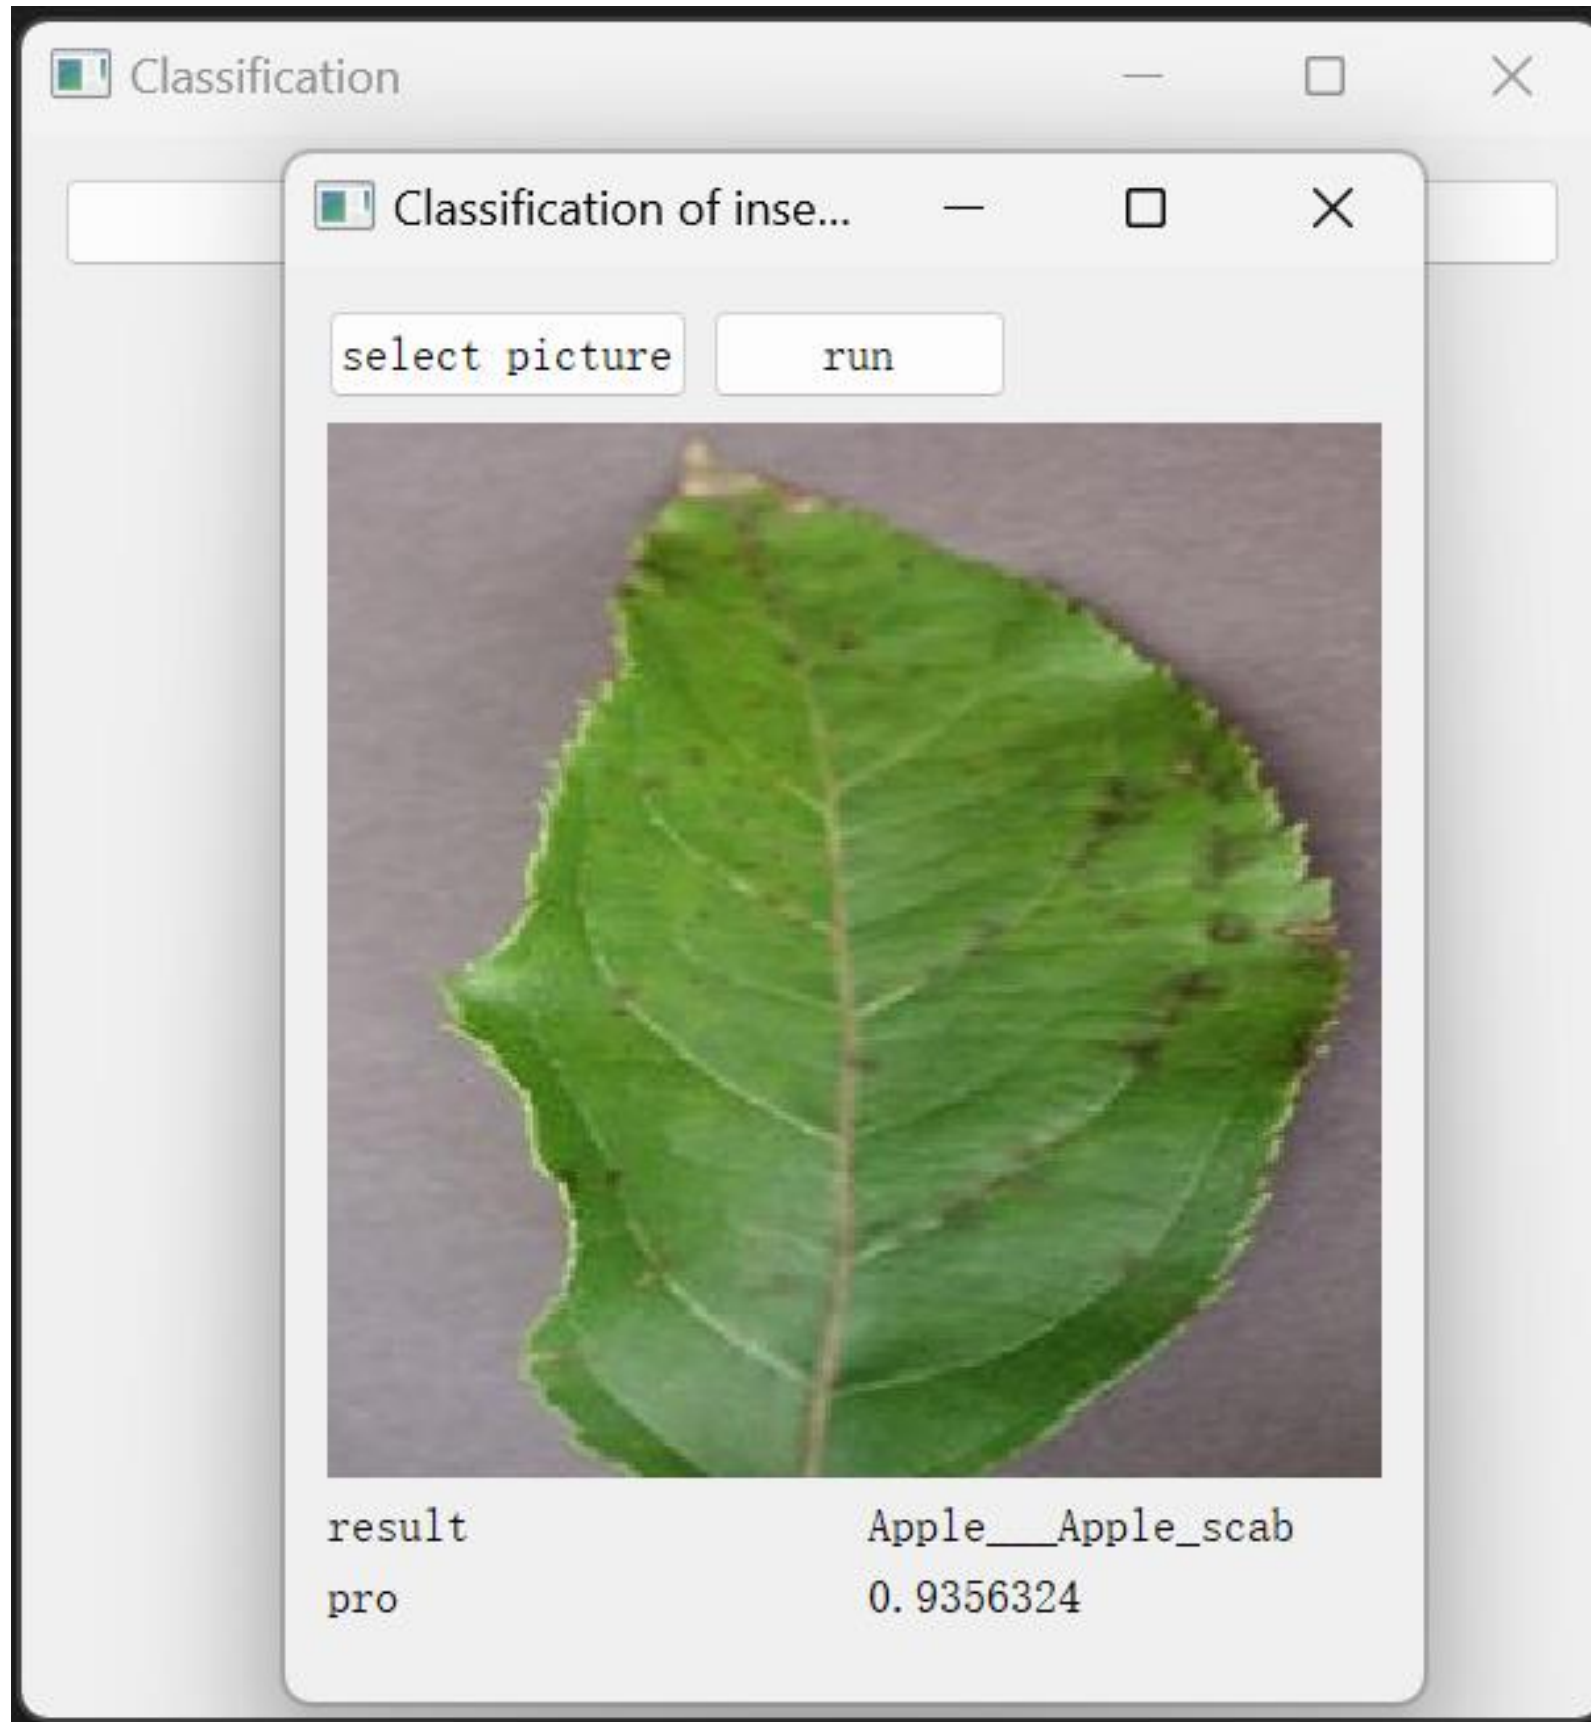 Classification
Classification of inse...
select picture
run
result Apple___Apple_scab
pro 0.9356324